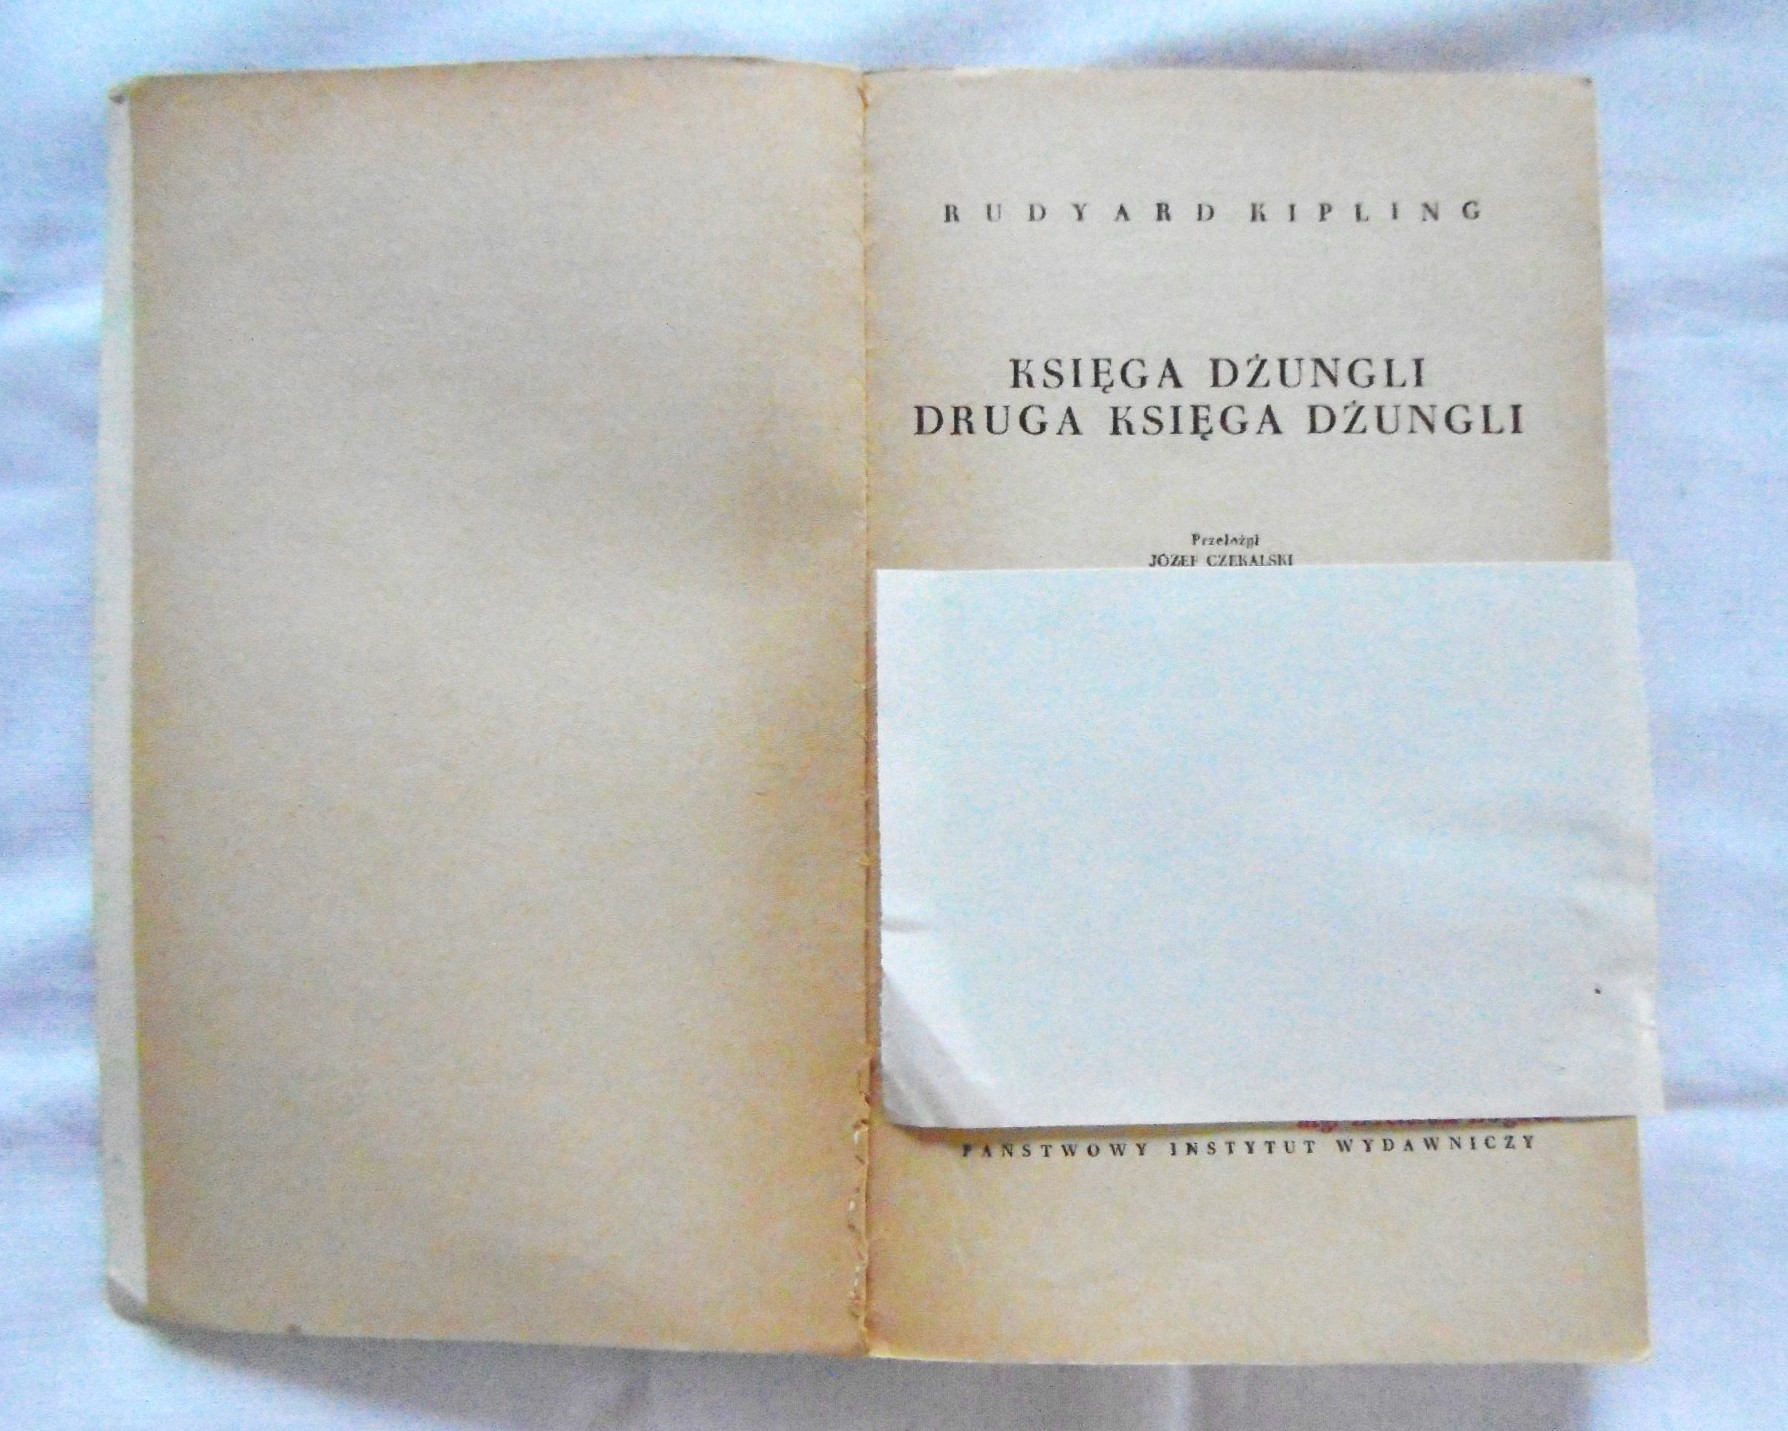 RUDYARD KIPLING
KSIĘGA DŻUNGLI
DRUGA KSIĘGA DŻUNGLI
Przełożył
JÓZEF CZEKALSKI
PAŃSTWOWY INSTYTUT WYDAWNICZY